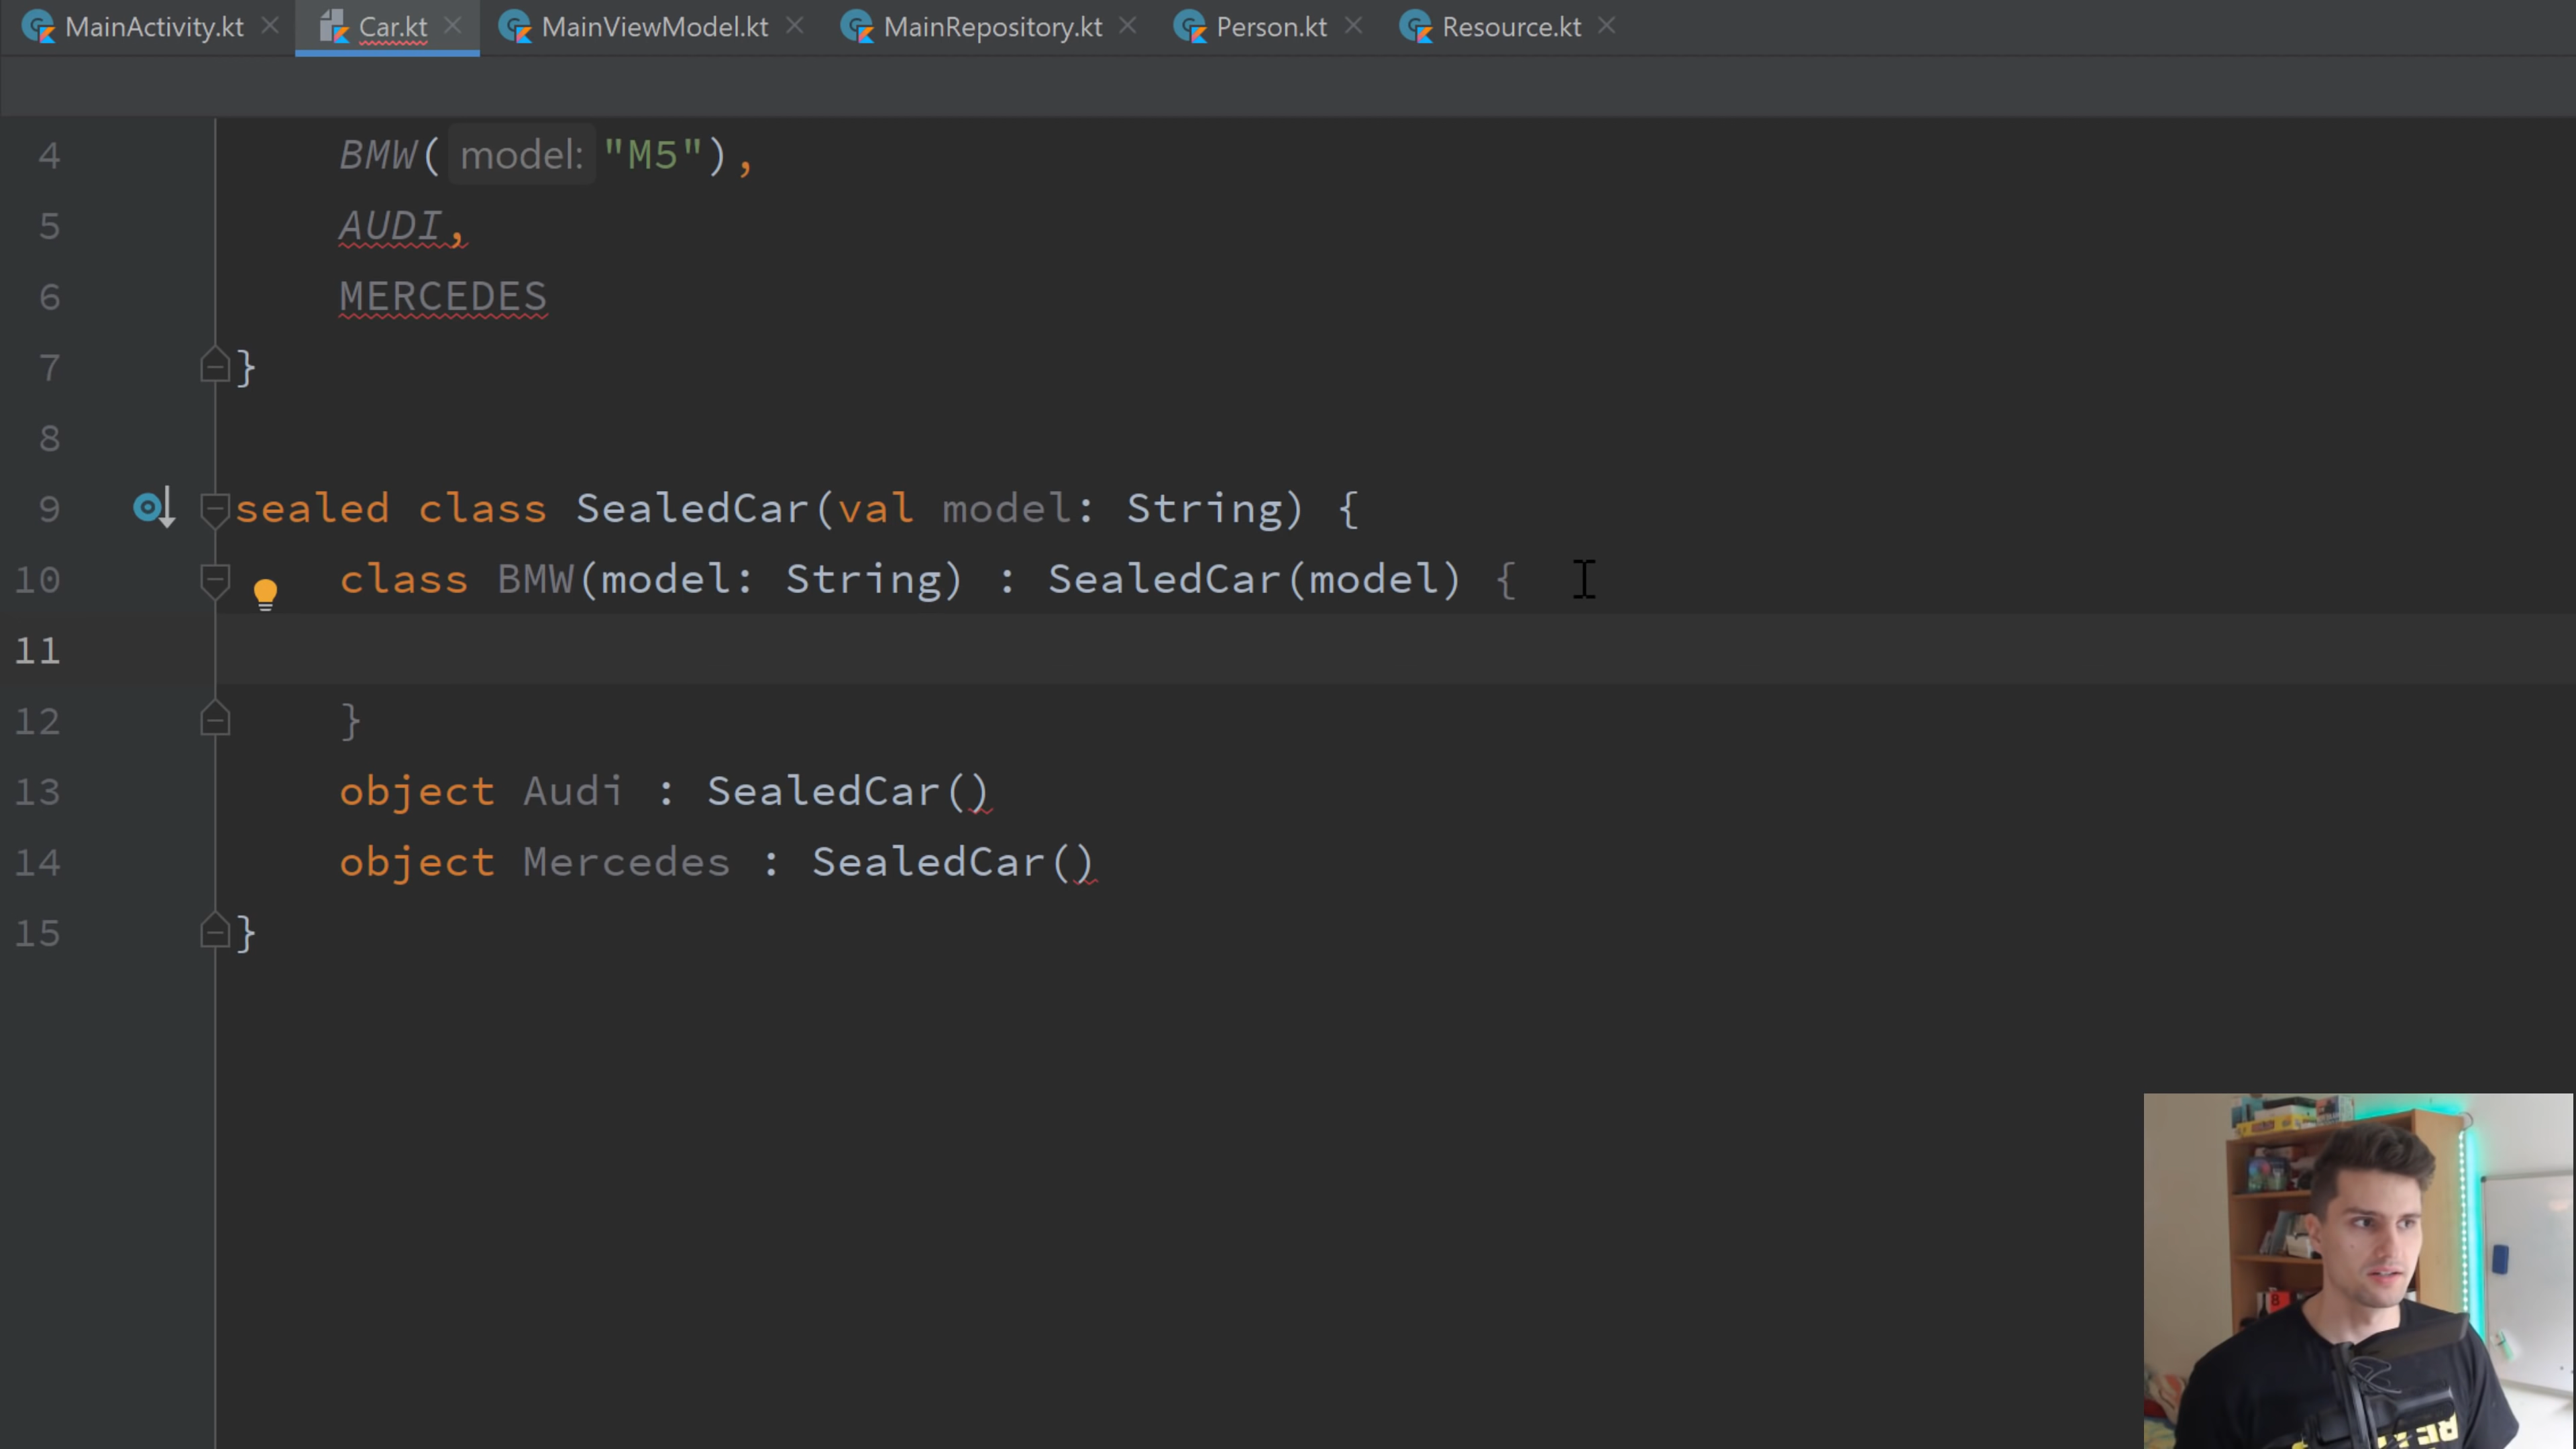 MainActivity.kt Car.kt MainViewModel.kt MainRepository.kt Person.kt Resource.kt
4 BMW( model: "M5"),
5 AUDI,
6 MERCEDES
7 }
8
9 sealed class SealedCar(val model: String) {
10 class BMW(model: String) : SealedCar(model) {
11
12 }
13 object Audi : SealedCar()
14 object Mercedes : SealedCar()
15 }